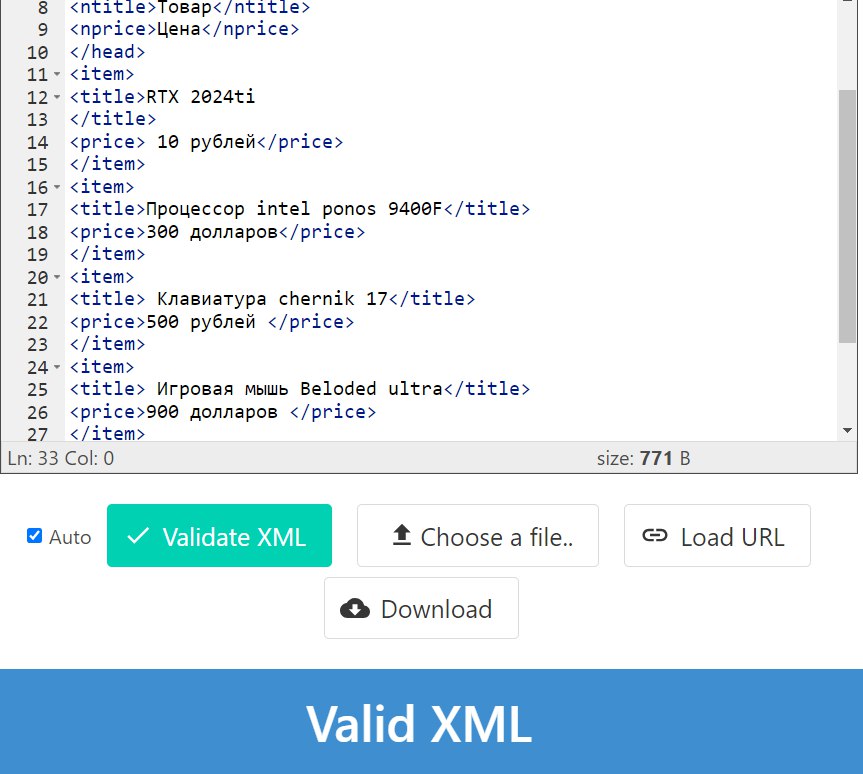 8 <ntitle>Товар</ntitle>
9 <nprice>Цена</nprice>
10 </head>
11 <item>
12 <title>RTX 2024ti
13 </title>
14 <price> 10 рублей</price>
15 </item>
16 <item>
17 <title>Процессор intel ponos 9400F</title>
18 <price>300 долларов</price>
19 </item>
20 <item>
21 <title> Клавиатура chernik 17</title>
22 <price>500 рублей </price>
23 </item>
24 <item>
25 <title> Игровая мышь Beloded ultra</title>
26 <price>900 долларов </price>
27 </item>
Ln: 33 Col: 0 size: 771 B
Auto Validate XML Choose a file.. Load URL
Download
Valid XML